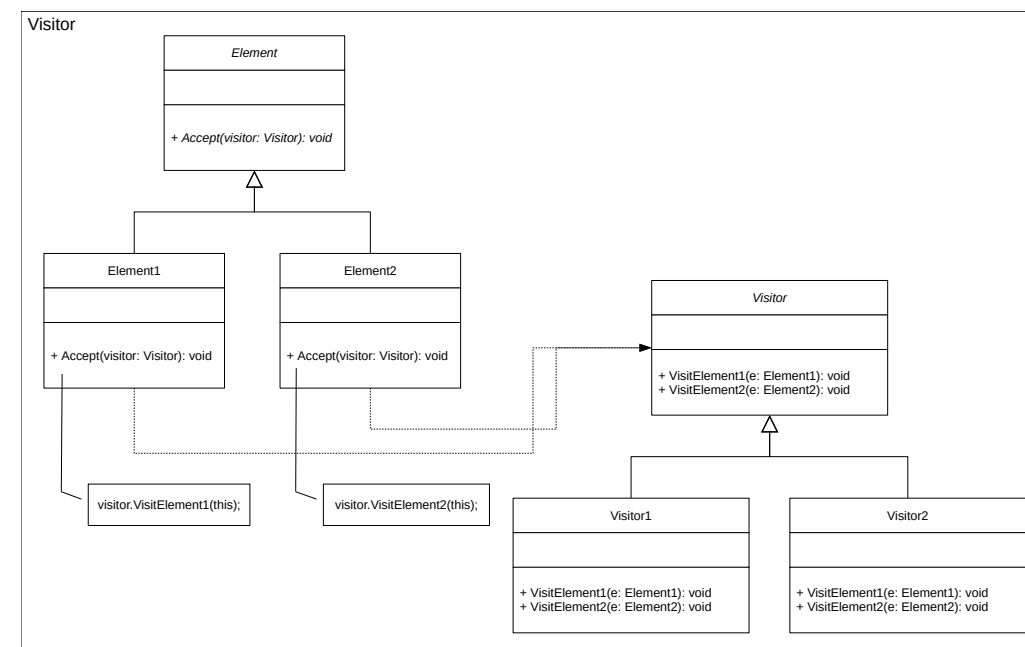 Visitor
Element
+ Accept(visitor: Visitor): void
Element1
+ Accept(visitor: Visitor): void
Element2
+ Accept(visitor: Visitor): void
Visitor
+ VisitElement1(e: Element1): void
+ VisitElement2(e: Element2): void
visitor.VisitElement1(this);
visitor.VisitElement2(this);
Visitor1
+ VisitElement1(e: Element1): void
+ VisitElement2(e: Element2): void
Visitor2
+ VisitElement1(e: Element1): void
+ VisitElement2(e: Element2): void